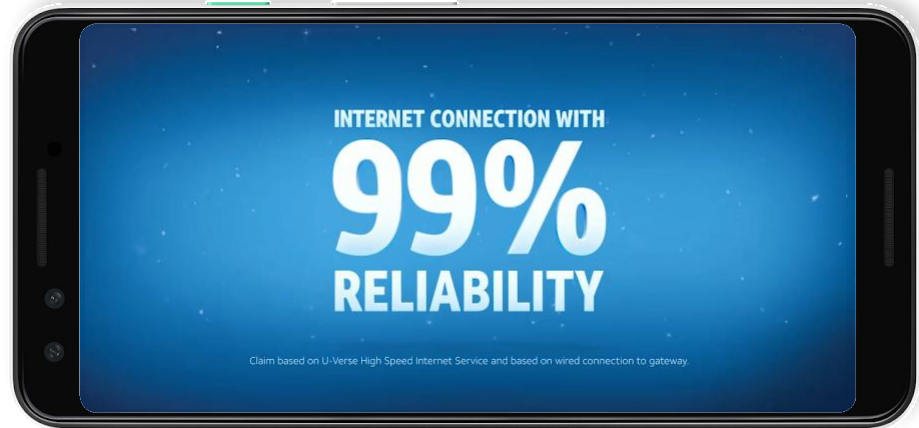 INTERNET CONNECTION WITH
99%
RELIABILITY
Claim based on U-Verse High Speed Internet Service and based on wired connection to gateway.